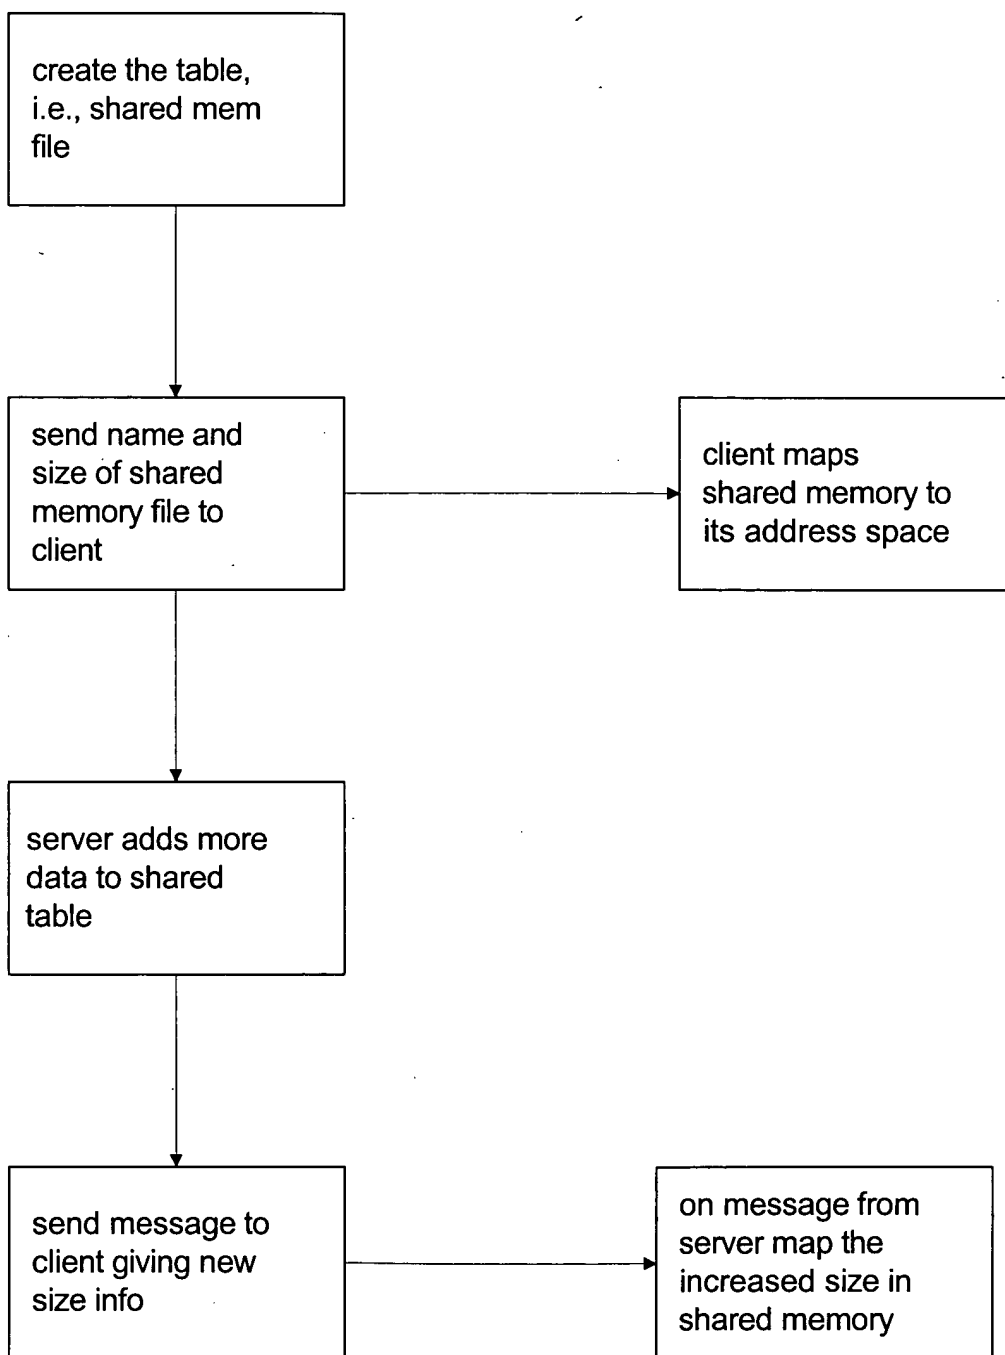 create the table,
i.e., shared mem
file
send name and
size of shared
memory file to
client
client maps
shared memory to
its address space
server adds more
data to shared
table
send message to
client giving new
size info
on message from
server map the
increased size in
shared memory